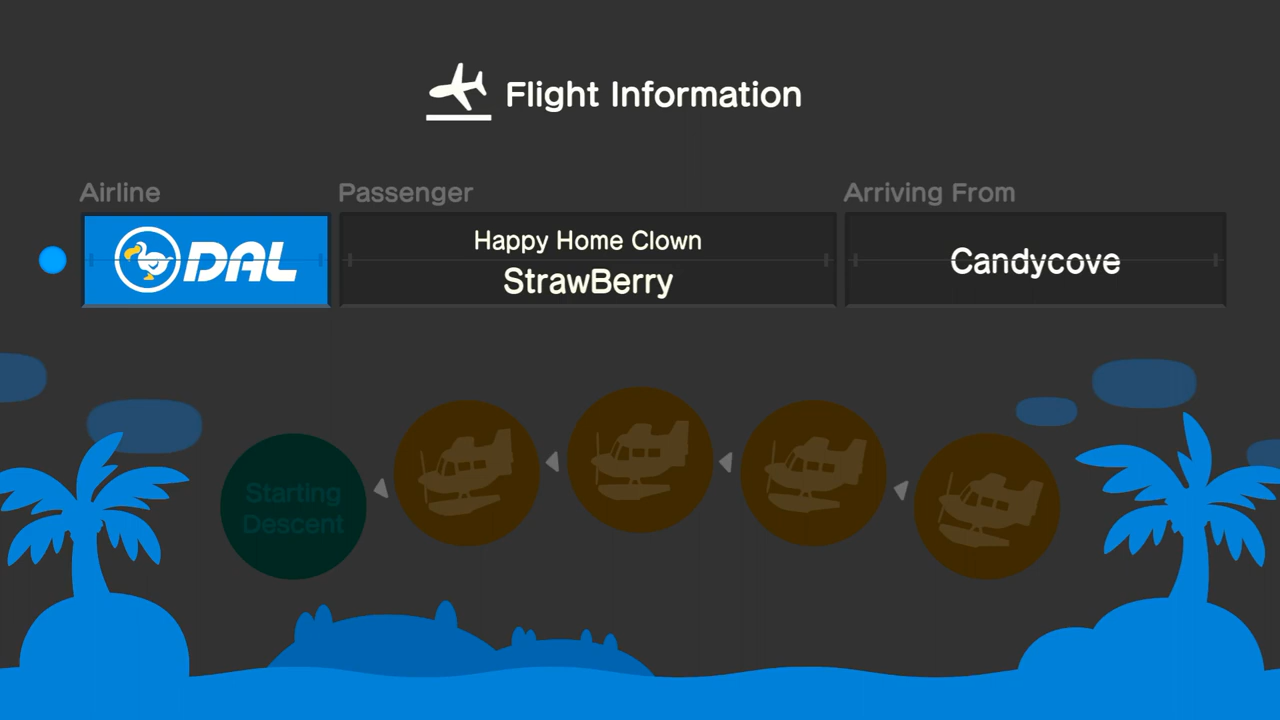 Flight Information
Airline
Passenger
Arriving From
DAL
Happy Home Clown
StrawBerry
Candycove
Starting
Descent